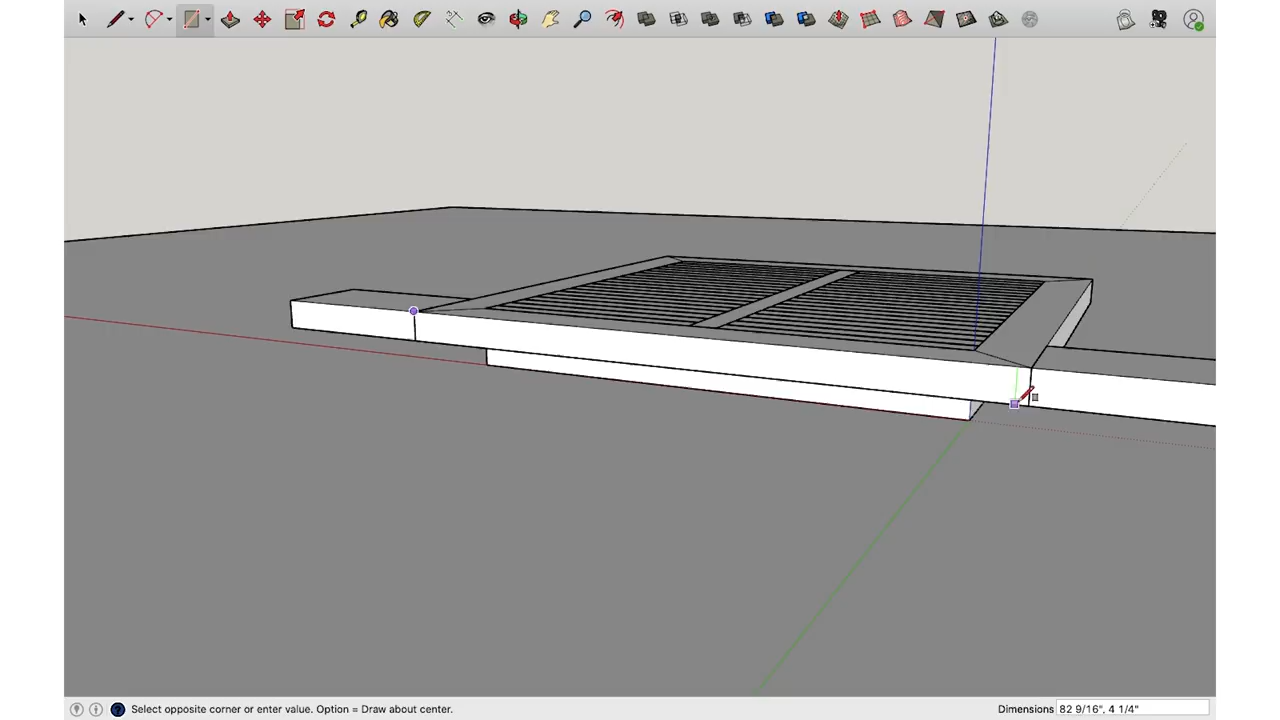 Select opposite corner or enter value. Option = Draw about center.
Dimensions 82 9/16", 4 1/4"